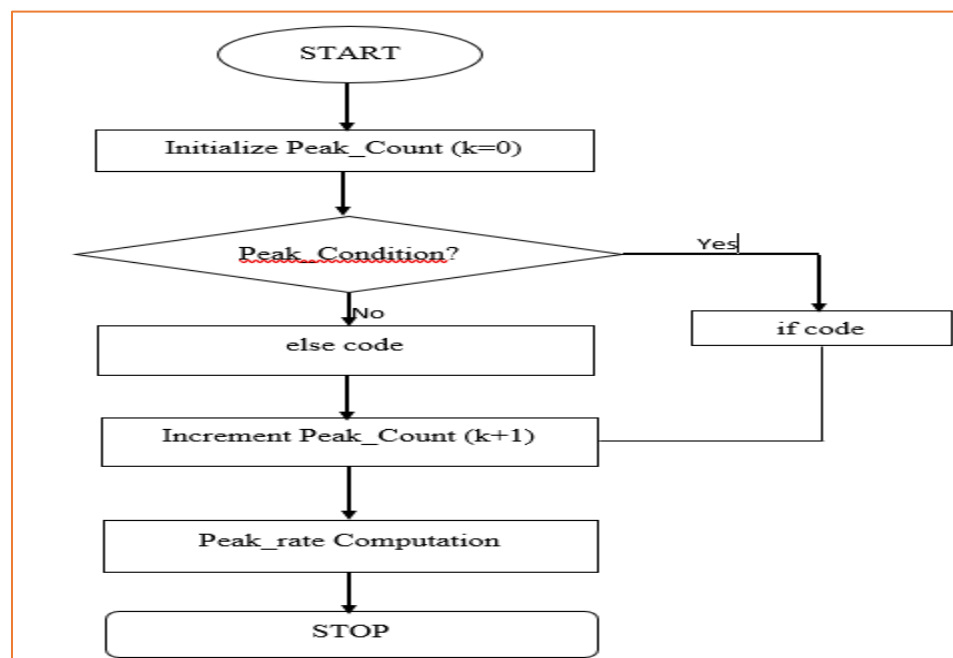 START
Initialize Peak_Count (k=0)
Peak_Condition?
Yes
No
else code
if code
Increment Peak_Count (k+1)
Peak_rate Computation
STOP